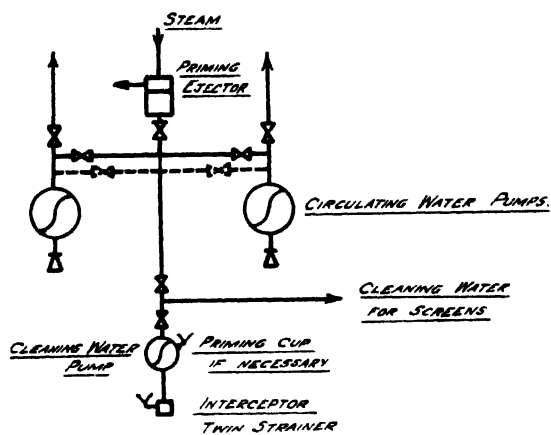 STEAM
PRIMING
EJECTOR
CIRCULATING WATER PUMPS.
CLEANING WATER
FOR SCREENS
CLEANING WATER
PUMP
PRIMING CUP
IF NECESSARY
INTERCEPTOR
TWIN STRAINER